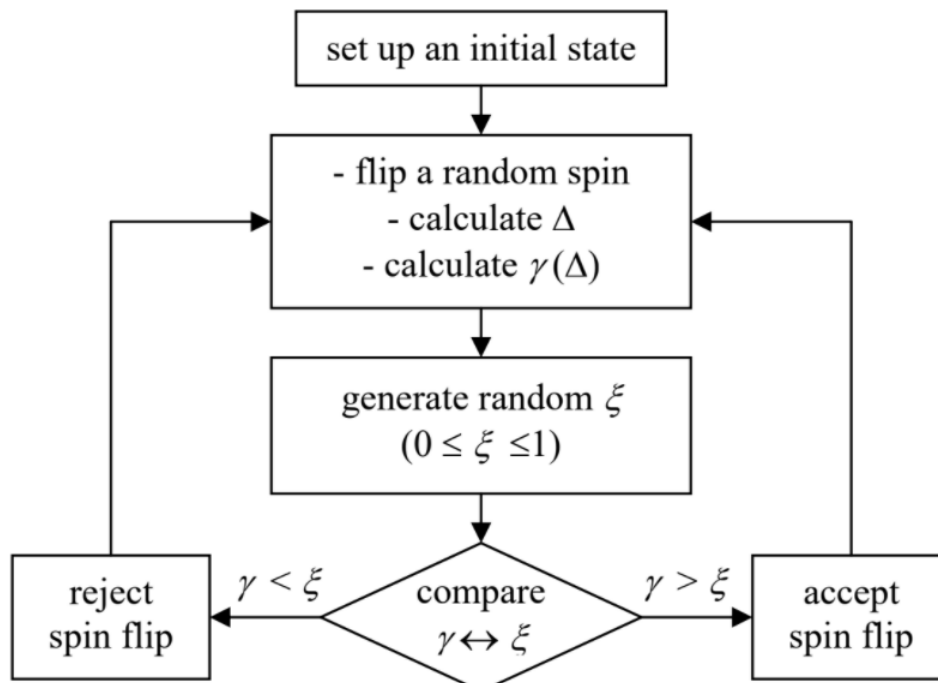 set up an initial state
- flip a random spin
- calculate Δ
- calculate γ (Δ)
generate random ξ
(0 ≤ ξ ≤1)
reject
spin flip
γ < ξ
compare
γ ↔ ξ
γ > ξ
accept
spin flip